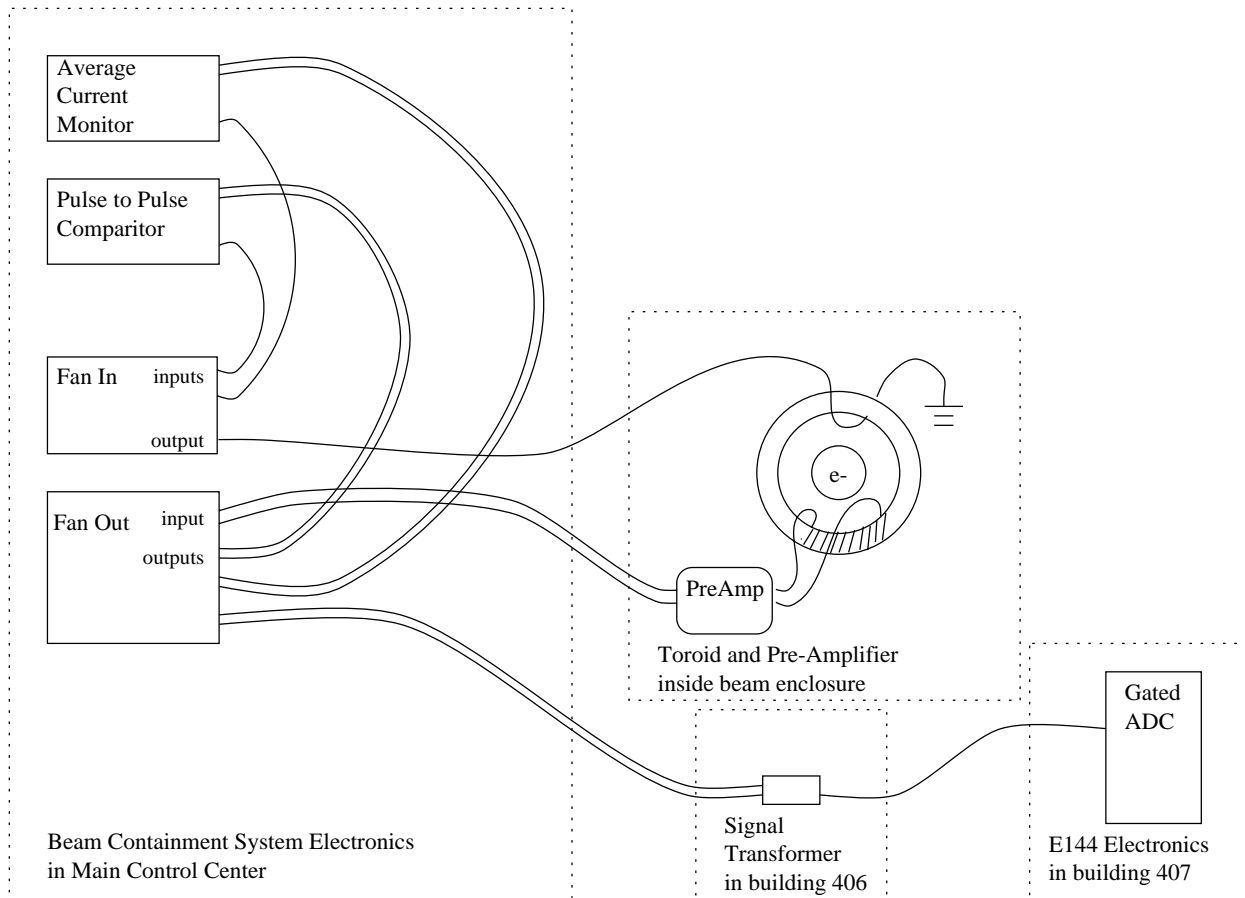 Average
Current
Monitor
Pulse to Pulse
Comparitor
Fan In inputs
output
Fan Out input
outputs
e-
PreAmp
Toroid and Pre-Amplifier
inside beam enclosure
Gated
ADC
Signal
Transformer
in building 406
E144 Electronics
in building 407
Beam Containment System Electronics
in Main Control Center